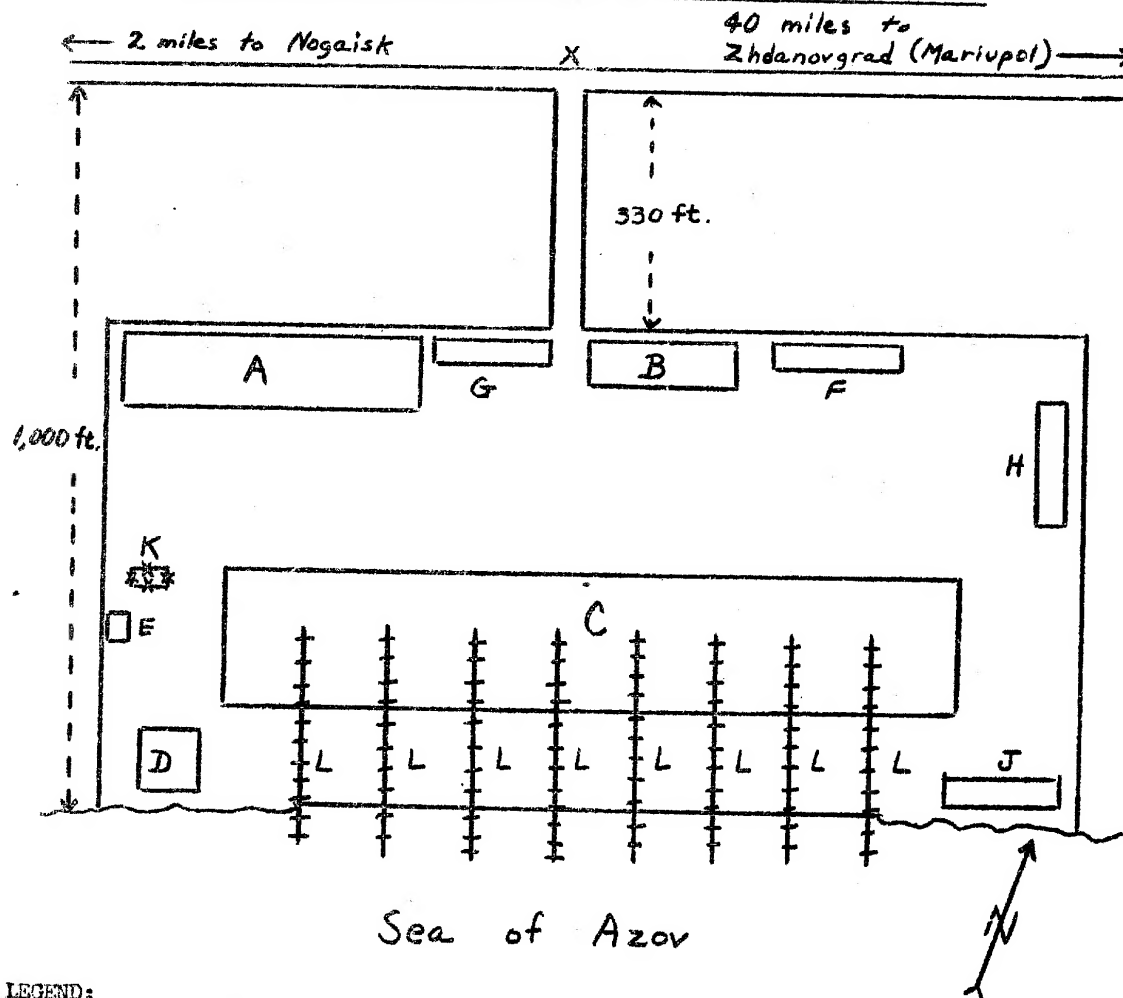 ← 2 miles to Nogaisk
X
40 miles to
Zhdanovgrad (Mariupol) →
330 ft.
A
G
B
F
1,000 ft.
H
K
E
C
D
L L L L L L L L
J
Sea of Azov
N
LEGEND: